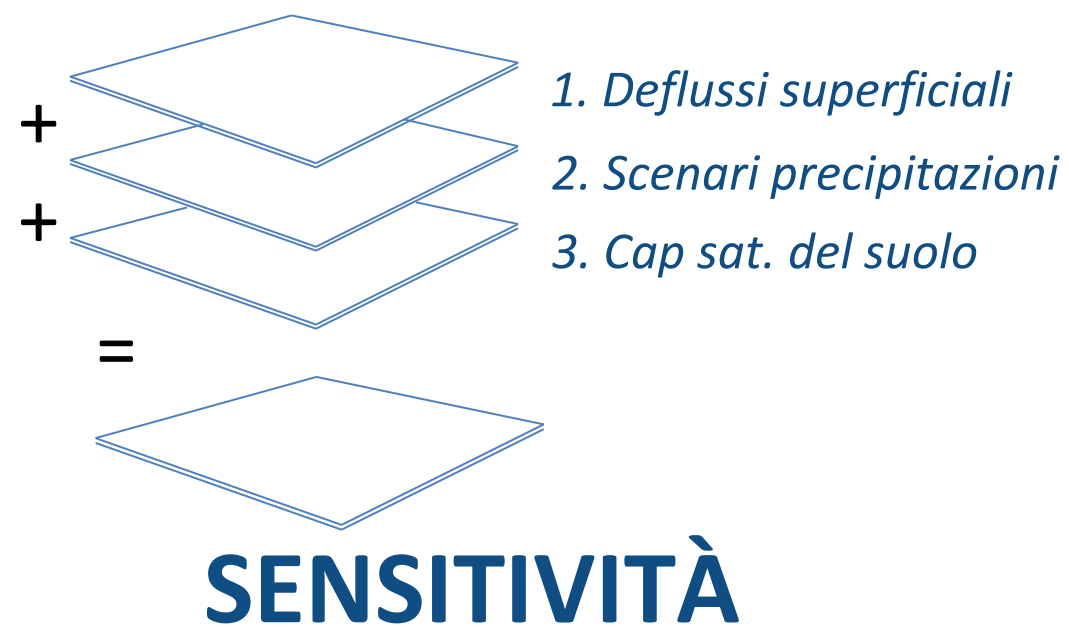 1. Deflussi superficiali
+
2. Scenari precipitazioni
+
3. Cap sat. del suolo
=
SENSITIVITÀ